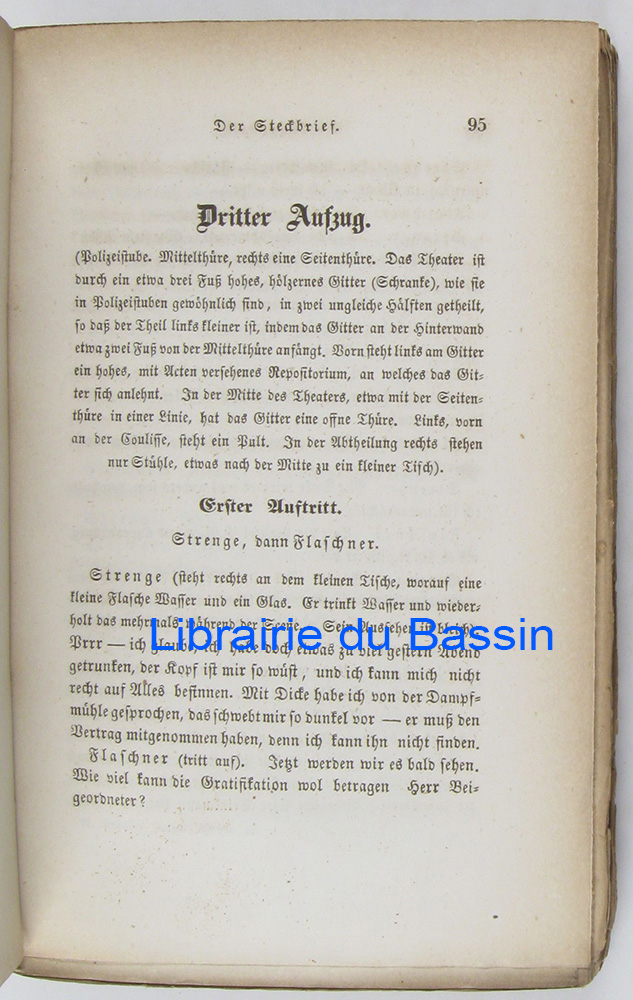 Der Steckbrief. 95
Dritter Aufzug.
(Polizeistube. Mittelthüre, rechts eine Seitenthüre. Das Theater ist
durch ein etwa drei Fuß hohes, hölzernes Gitter (Schranke), wie sie
in Polizeistuben gewöhnlich sind, in zwei ungleiche Hälften getheilt,
so daß der Theil links kleiner ist, indem das Gitter an der Hinterwand
etwa zwei Fuß von der Mittelthüre anfängt. Vorn steht links am Gitter
ein hohes, mit Acten versehenes Repositorium, an welches das Git-
ter sich anlehnt. In der Mitte des Theaters, etwa mit der Seiten-
thüre in einer Linie, hat das Gitter eine offne Thüre. Links, vorn
an der Coulisse, steht ein Pult. In der Abtheilung rechts stehen
nur Stühle, etwas nach der Mitte zu ein kleiner Tisch).
Erster Auftritt.
Strenge, dann Flaschner.
Strenge (steht rechts an dem kleinen Tische, worauf eine
kleine Flasche Wasser und ein Glas. Er trinkt Wasser und wieder-
holt das mehrmals während der Scene. Sein Aussehen ist bleich).
Librairie du Bassin
Prrr — ich glaube, ich habe doch etwas zu viel gestern Abend
getrunken, der Kopf ist mir so wüst, und ich kann mich nicht
recht auf Alles besinnen. Mit Dicke habe ich von der Dampf-
mühle gesprochen, das schwebt mir so dunkel vor — er muß den
Vertrag mitgenommen haben, denn ich kann ihn nicht finden.
Flaschner (tritt auf). Jetzt werden wir es bald sehen.
Wie viel kann die Gratifikation wol betragen Herr Bei-
geordneter?